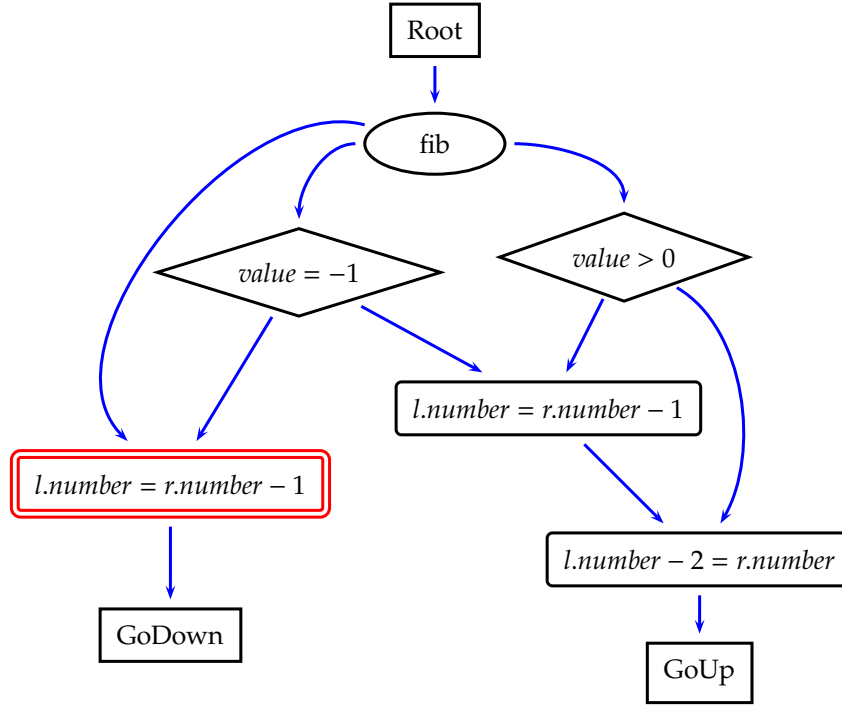 Root
fib
value = −1
value > 0
l.number = r.number − 1
l.number = r.number − 1
l.number − 2 = r.number
GoDown
GoUp